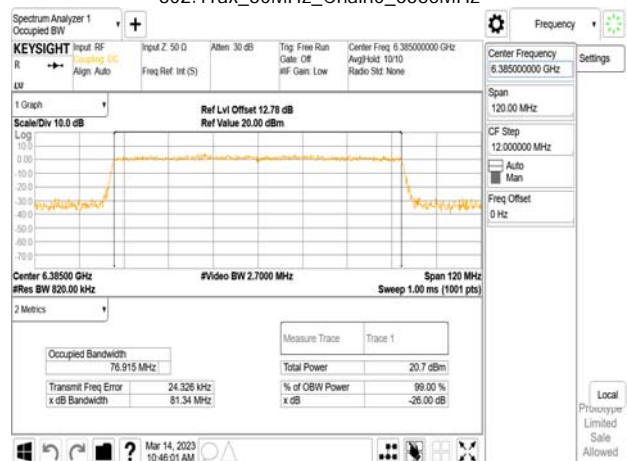 Spectrum Analyzer 1
Occupied BW
KEYSIGHT
R
Input: RF
Coupling: DC
Align: Auto
Input Z: 50 Ω
Freq Ref: Int (S)
Atten: 30 dB
Trig: Free Run
Gate: Off
#IF Gain: Low
Center Freq: 6.385000000 GHz
Avg|Hold: 10/10
Radio Std: None
1 Graph
Scale/Div 10.0 dB
Ref Lvl Offset 12.78 dB
Ref Value 20.00 dBm
Log
10.0
0.00
-10.0
-20.0
-30.0
-40.0
-50.0
-60.0
-70.0
Center 6.38500 GHz
#Res BW 820.00 kHz
#Video BW 2.7000 MHz
Span 120 MHz
Sweep 1.00 ms (1001 pts)
2 Metrics
Measure Trace Trace 1
Occupied Bandwidth
76.915 MHz
Total Power 20.7 dBm
Transmit Freq Error 24.326 kHz
% of OBW Power 99.00 %
x dB Bandwidth 81.34 MHz
x dB -26.00 dB
Frequency
Settings
Center Frequency
6.385000000 GHz
Span
120.00 MHz
CF Step
12.000000 MHz
Auto
Man
Freq Offset
0 Hz
Local
Prototype
Limited
Sale
Allowed
Mar 14, 2023
10:46:01 AM